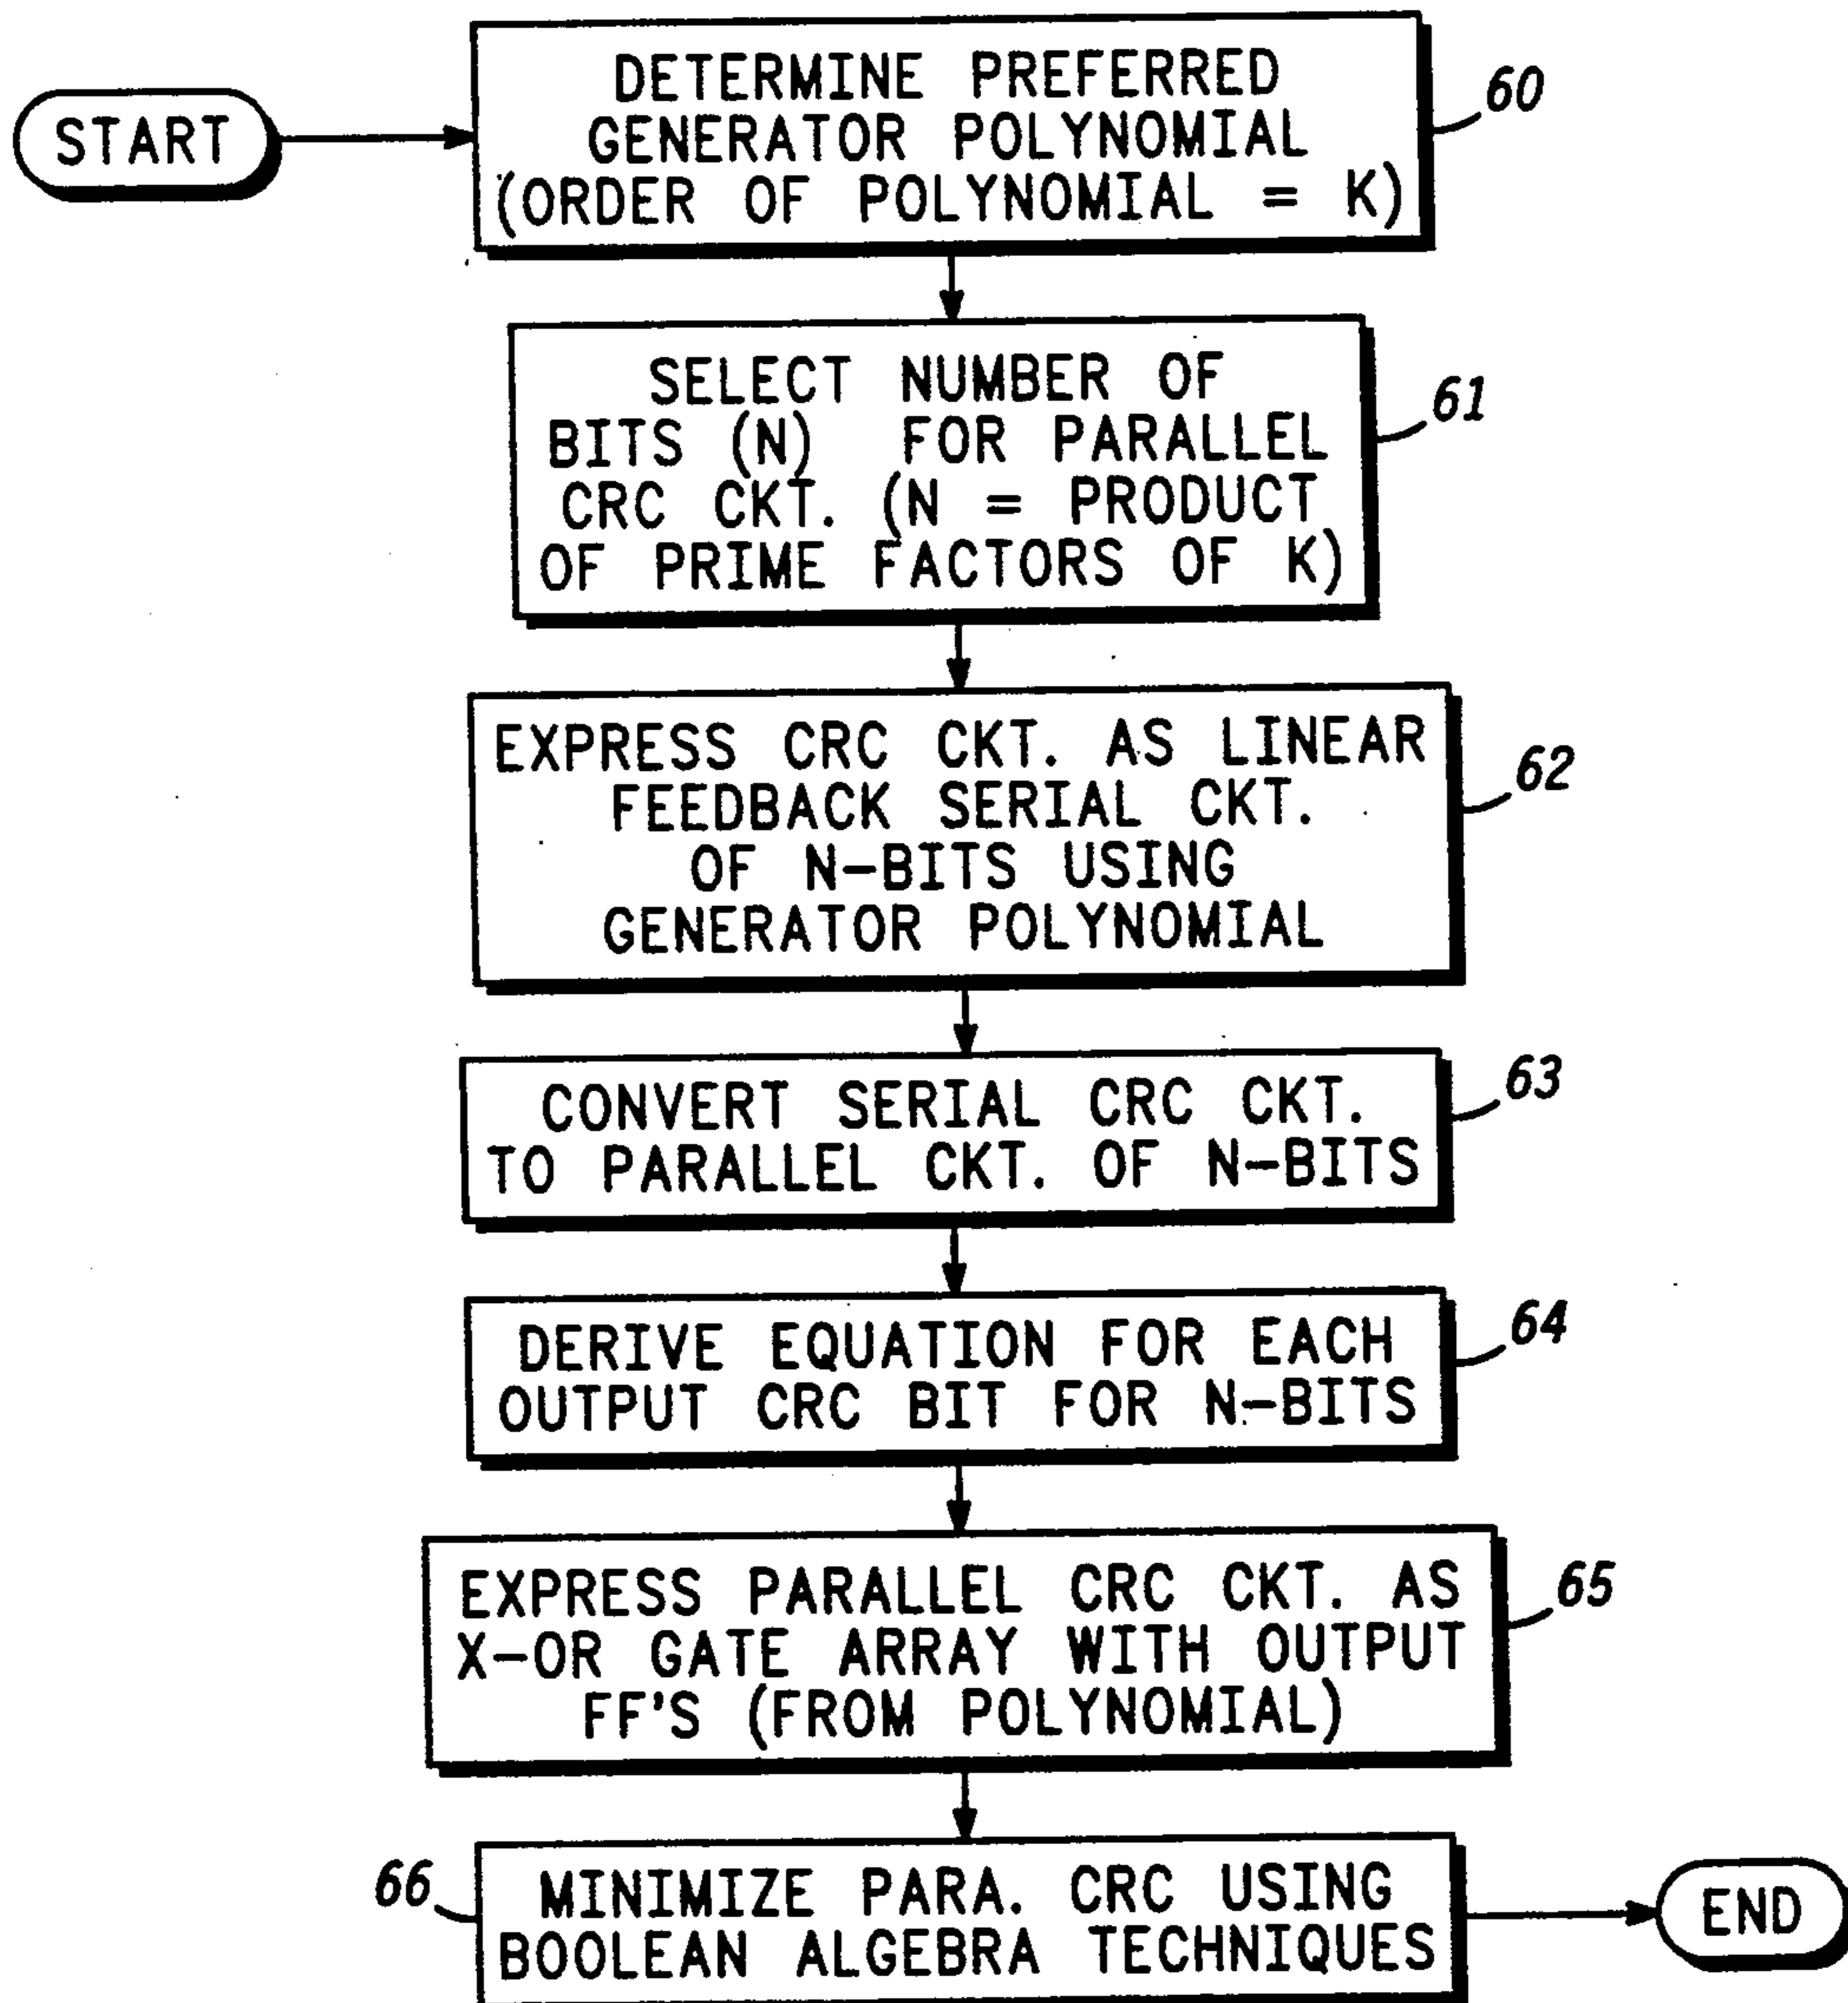 START
DETERMINE PREFERRED
GENERATOR POLYNOMIAL
(ORDER OF POLYNOMIAL = K)
60
SELECT NUMBER OF
BITS (N) FOR PARALLEL
CRC CKT. (N = PRODUCT
OF PRIME FACTORS OF K)
61
EXPRESS CRC CKT. AS LINEAR
FEEDBACK SERIAL CKT.
OF N-BITS USING
GENERATOR POLYNOMIAL
62
CONVERT SERIAL CRC CKT.
TO PARALLEL CKT. OF N-BITS
63
DERIVE EQUATION FOR EACH
OUTPUT CRC BIT FOR N-BITS
64
EXPRESS PARALLEL CRC CKT. AS
X-OR GATE ARRAY WITH OUTPUT
FF'S (FROM POLYNOMIAL)
65
66
MINIMIZE PARA. CRC USING
BOOLEAN ALGEBRA TECHNIQUES
END